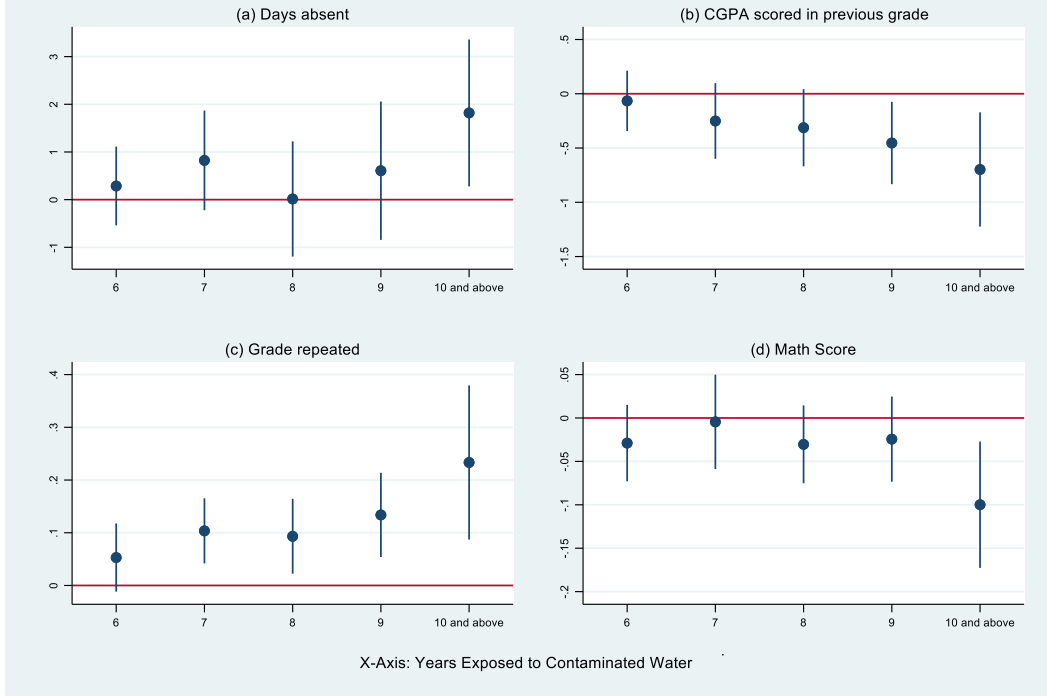 (a) Days absent
3
2
1
0
-1
6 7 8 9 10 and above
(b) CGPA scored in previous grade
.5
0
-.5
-1
-1.5
6 7 8 9 10 and above
(c) Grade repeated
.4
.3
.2
.1
0
6 7 8 9 10 and above
(d) Math Score
.05
0
-.05
-.1
-.15
-.2
6 7 8 9 10 and above
X-Axis: Years Exposed to Contaminated Water